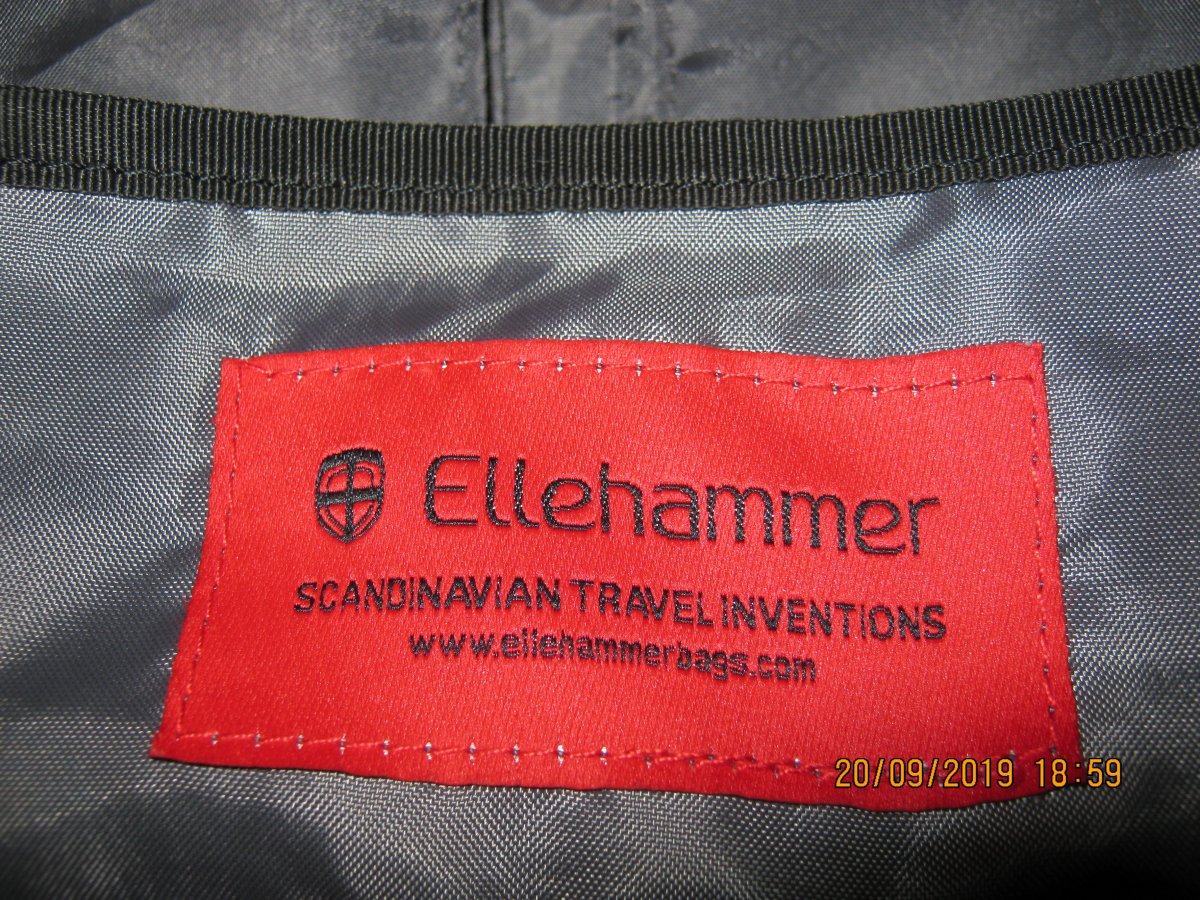 Ellehammer
SCANDINAVIAN TRAVEL INVENTIONS
www.ellehammerbags.com
20/09/2019 18:59